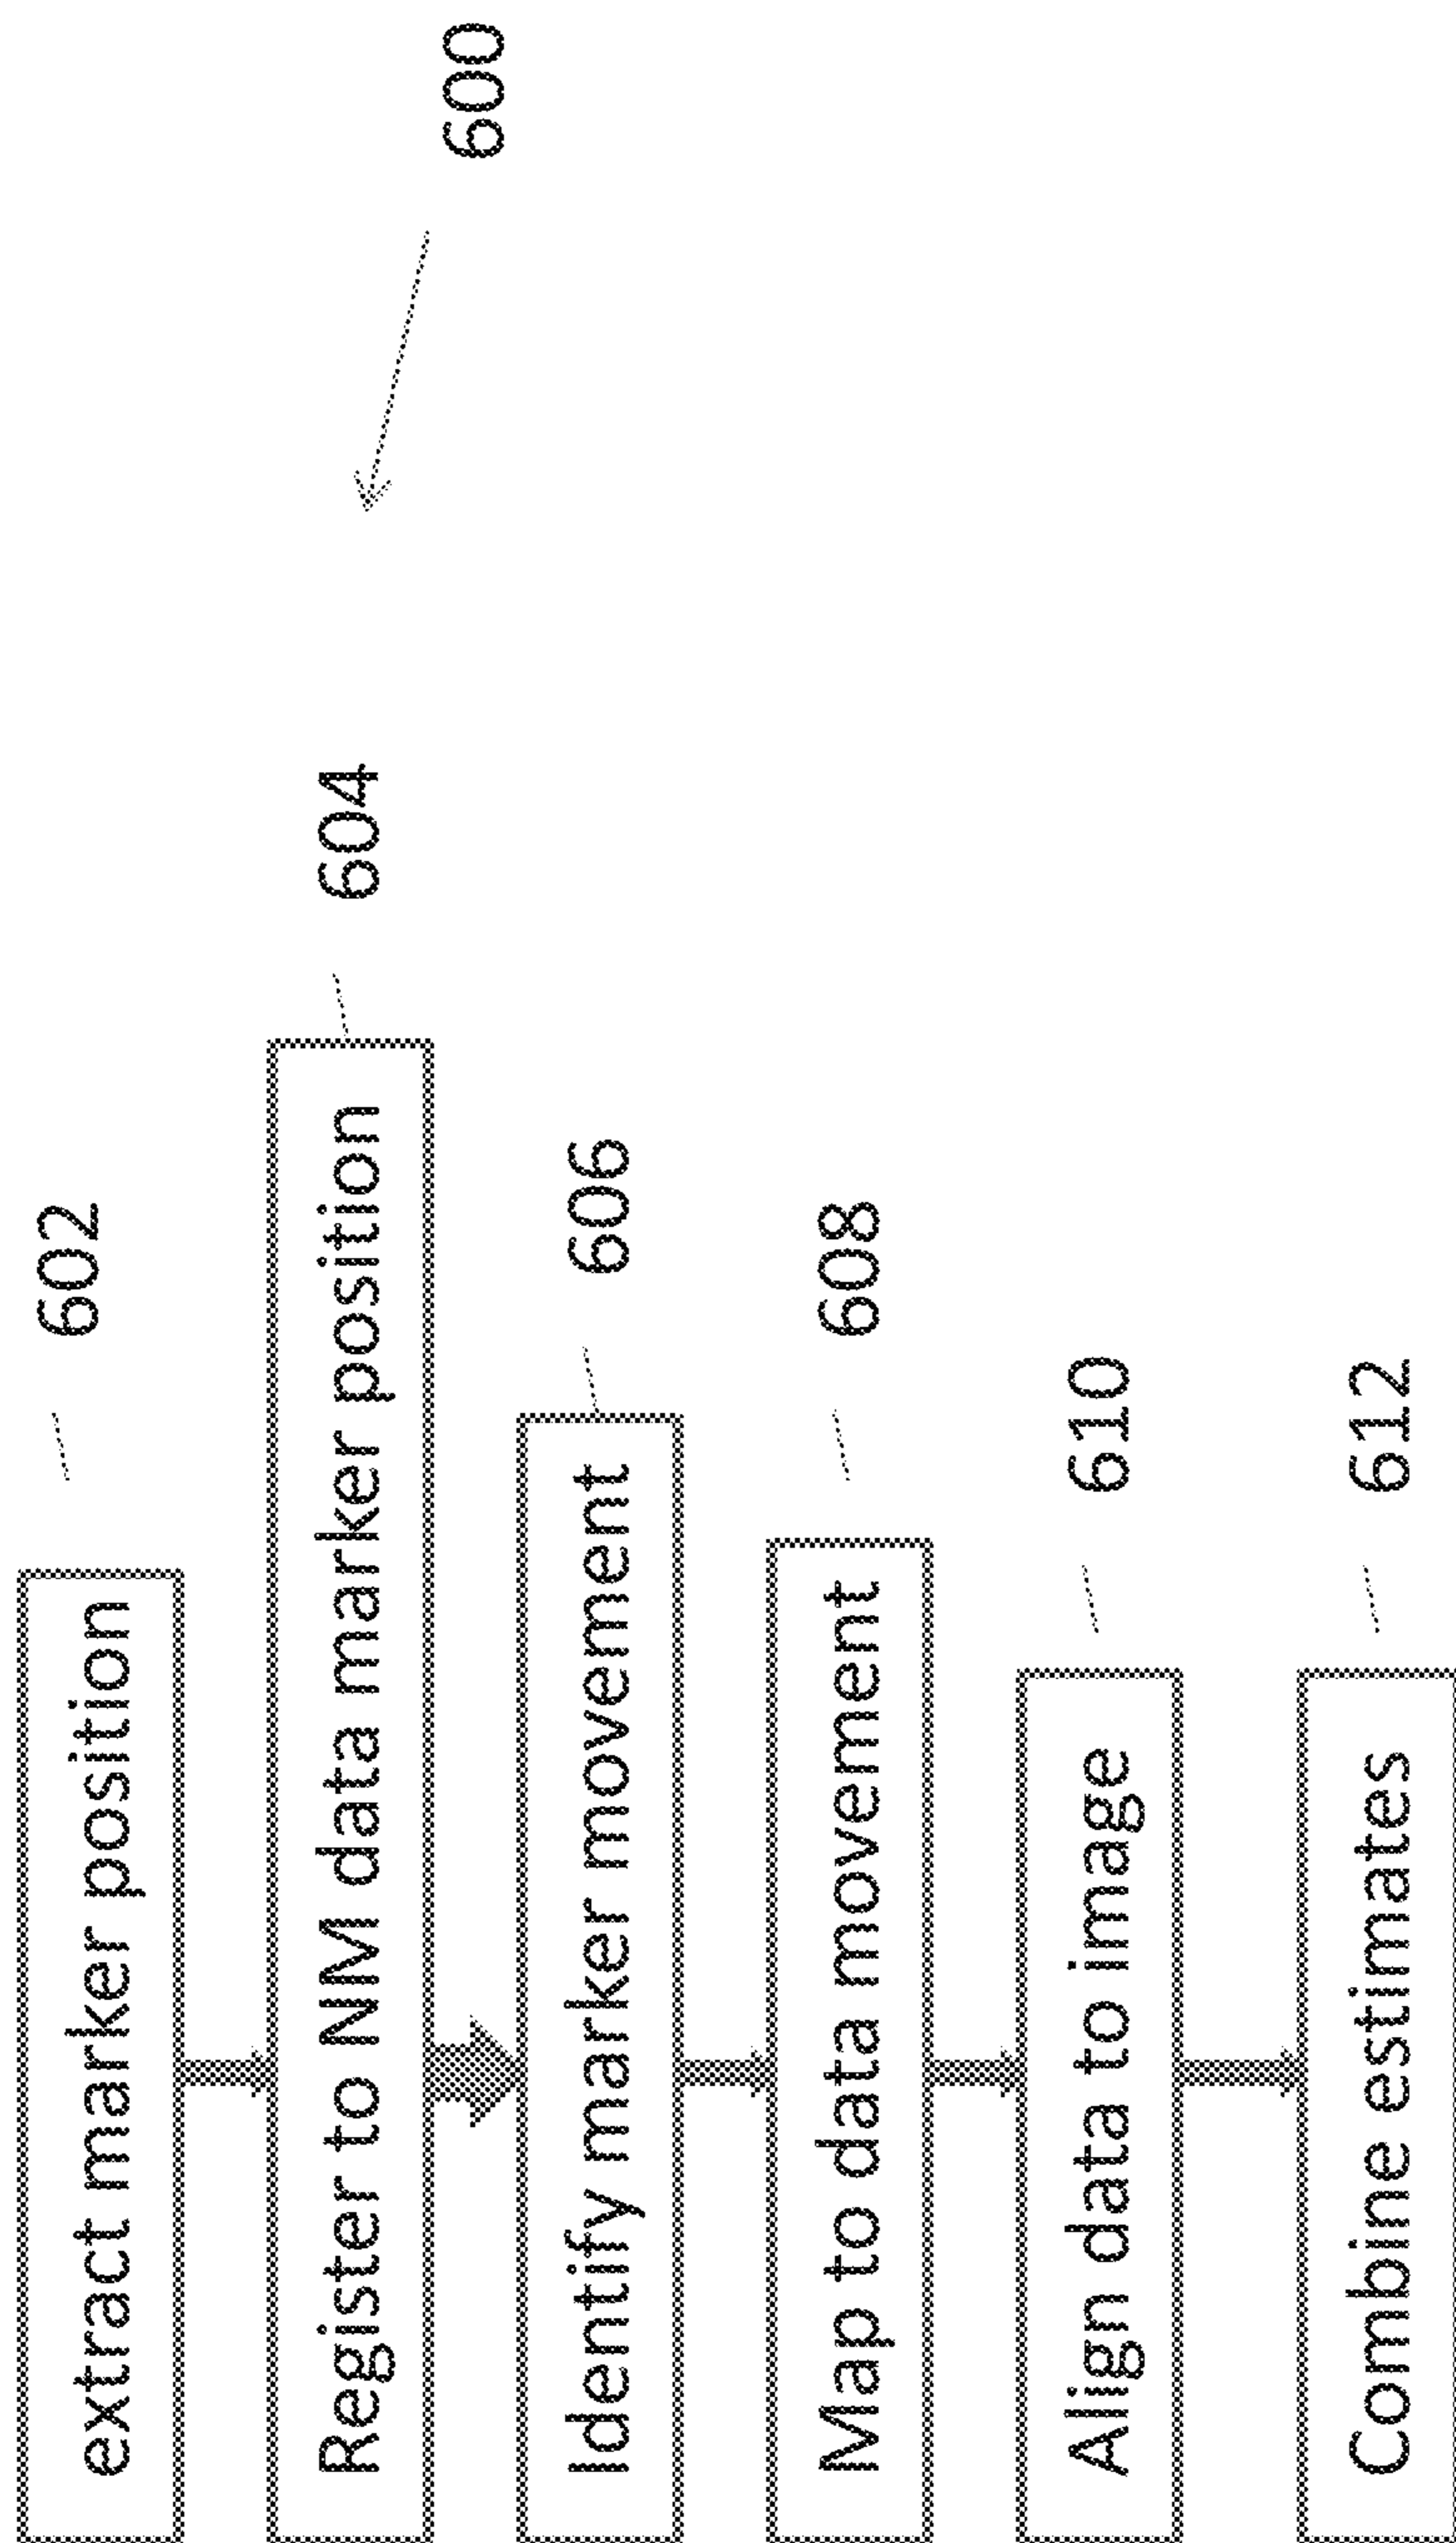 600
extract marker position
602
Register to NM data marker position
604
Identify marker movement
606
Map to data movement
608
Align data to image
610
Combine estimates
612